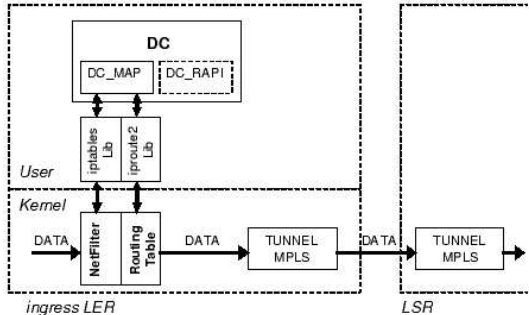 DC
DC_MAP
DC_RAPI
iptables
Lib
iproute2
Lib
User
Kernel
DATA
NetFilter
Routing
Table
DATA
TUNNEL
MPLS
DATA
TUNNEL
MPLS
ingress LER
LSR